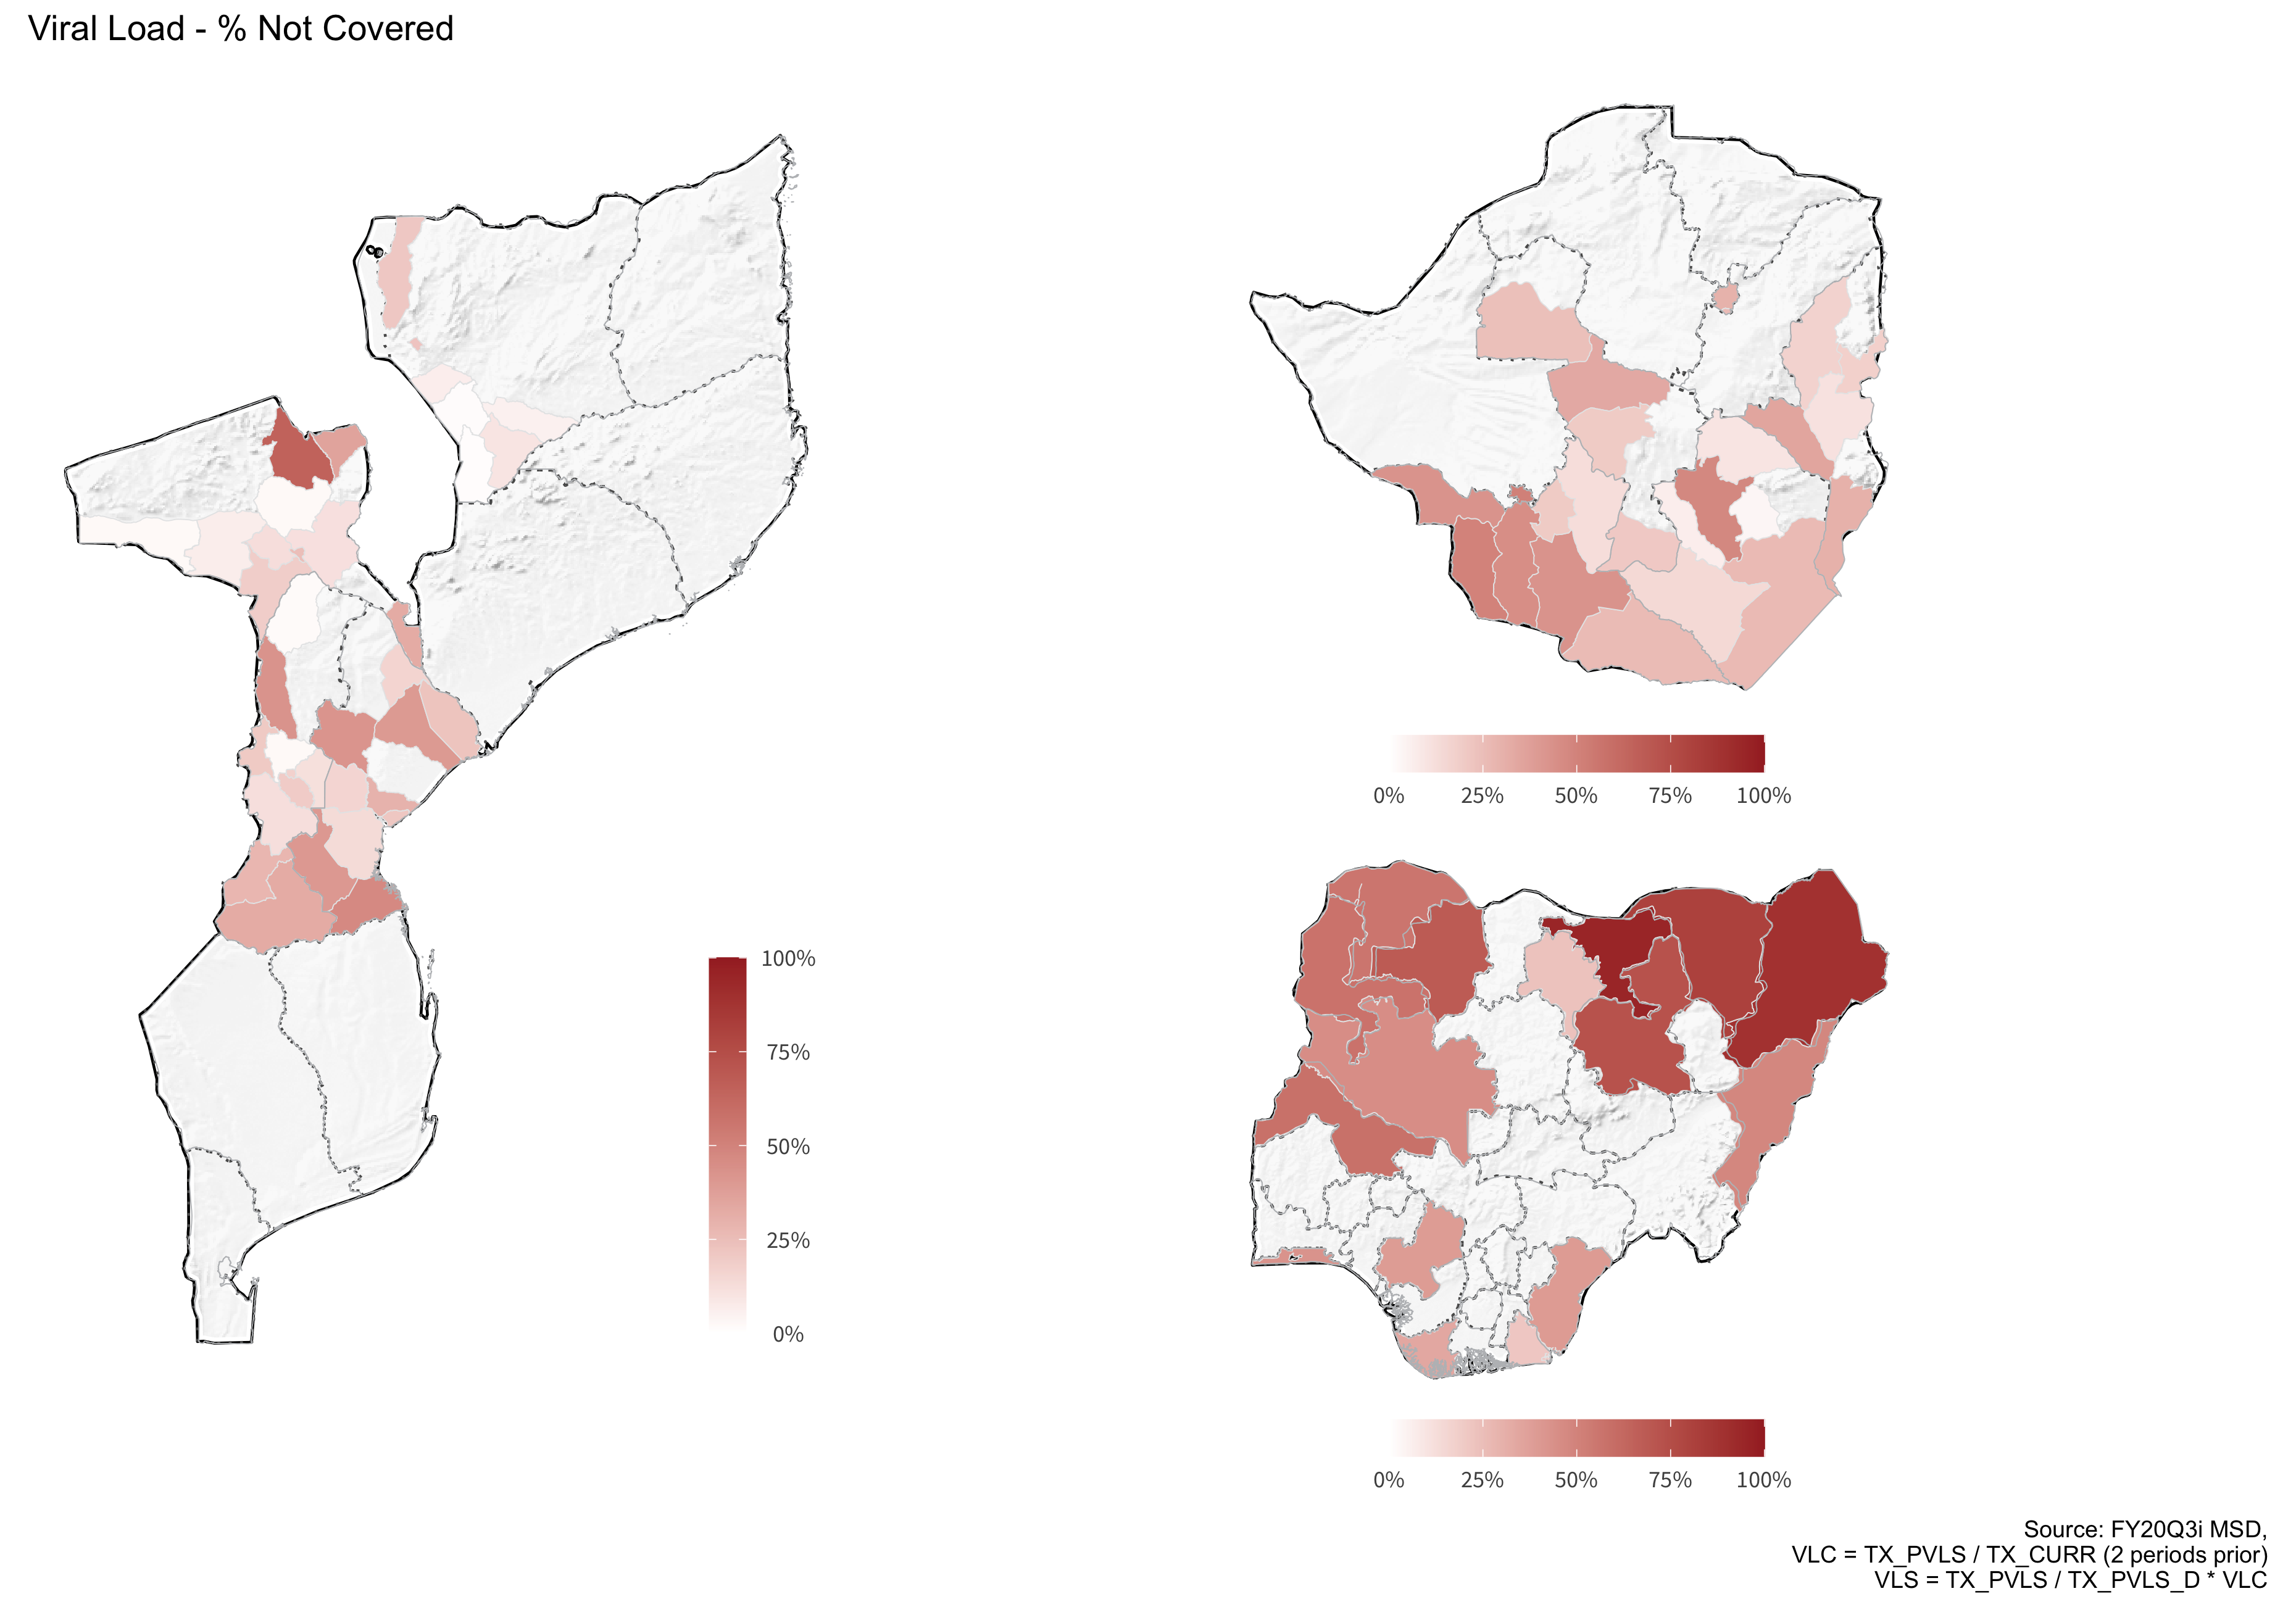 Viral Load - % Not Covered
100%
75%
50%
25%
0%
0% 25% 50% 75% 100%
0% 25% 50% 75% 100%
Source: FY20Q3i MSD,
VLC = TX_PVLS / TX_CURR (2 periods prior)
VLS = TX_PVLS / TX_PVLS_D * VLC